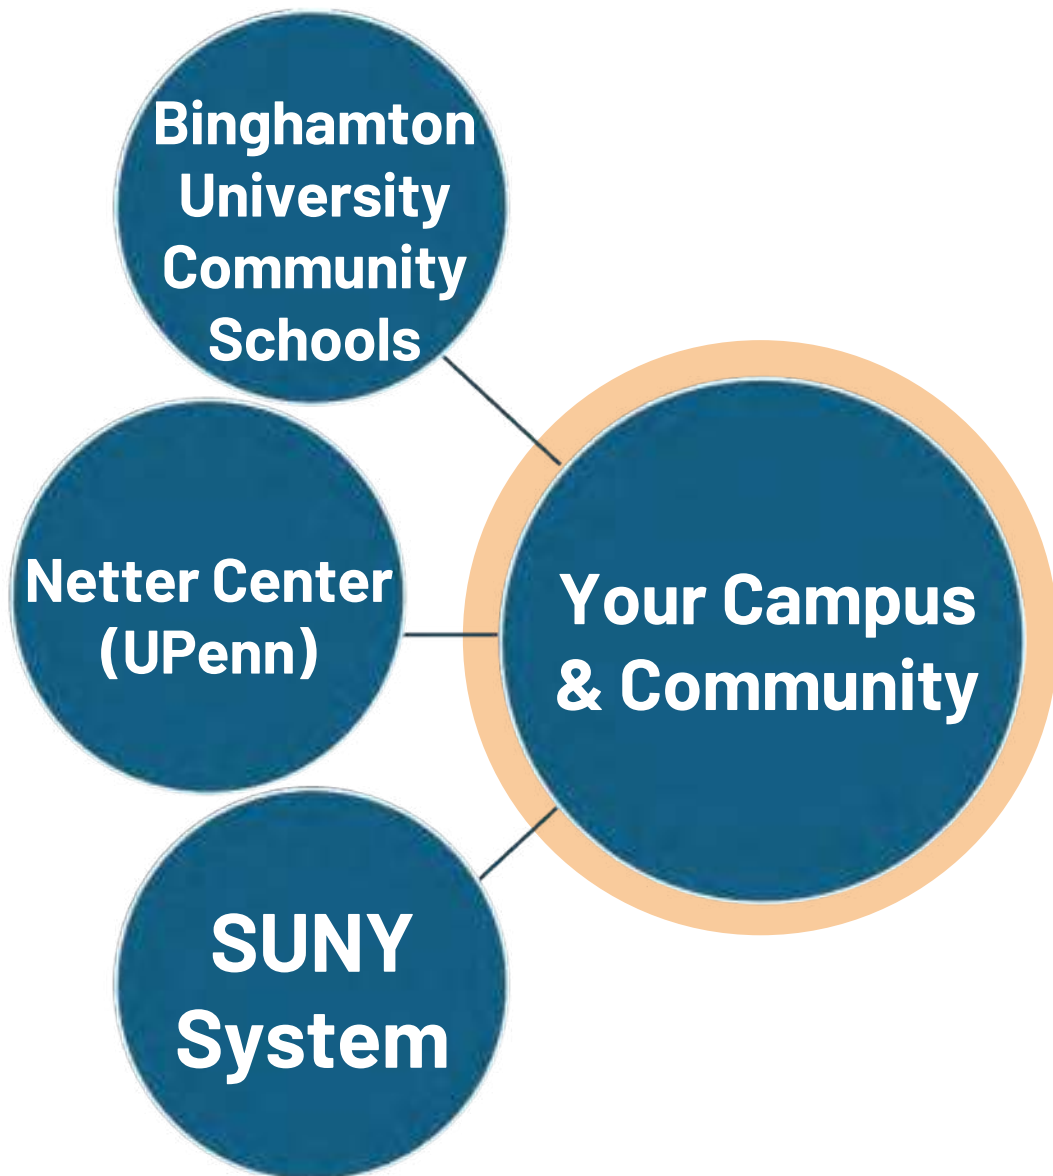 Binghamton
University
Community
Schools
Netter Center
(UPenn)
SUNY
System
Your Campus
& Community